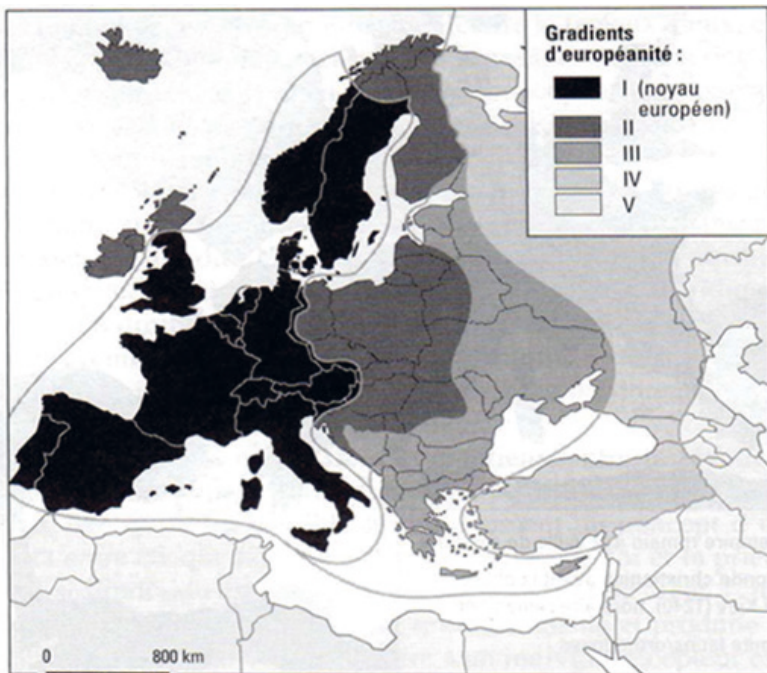 Gradients
d'européanité :
I (noyau
européen)
II
III
IV
V
0 800 km